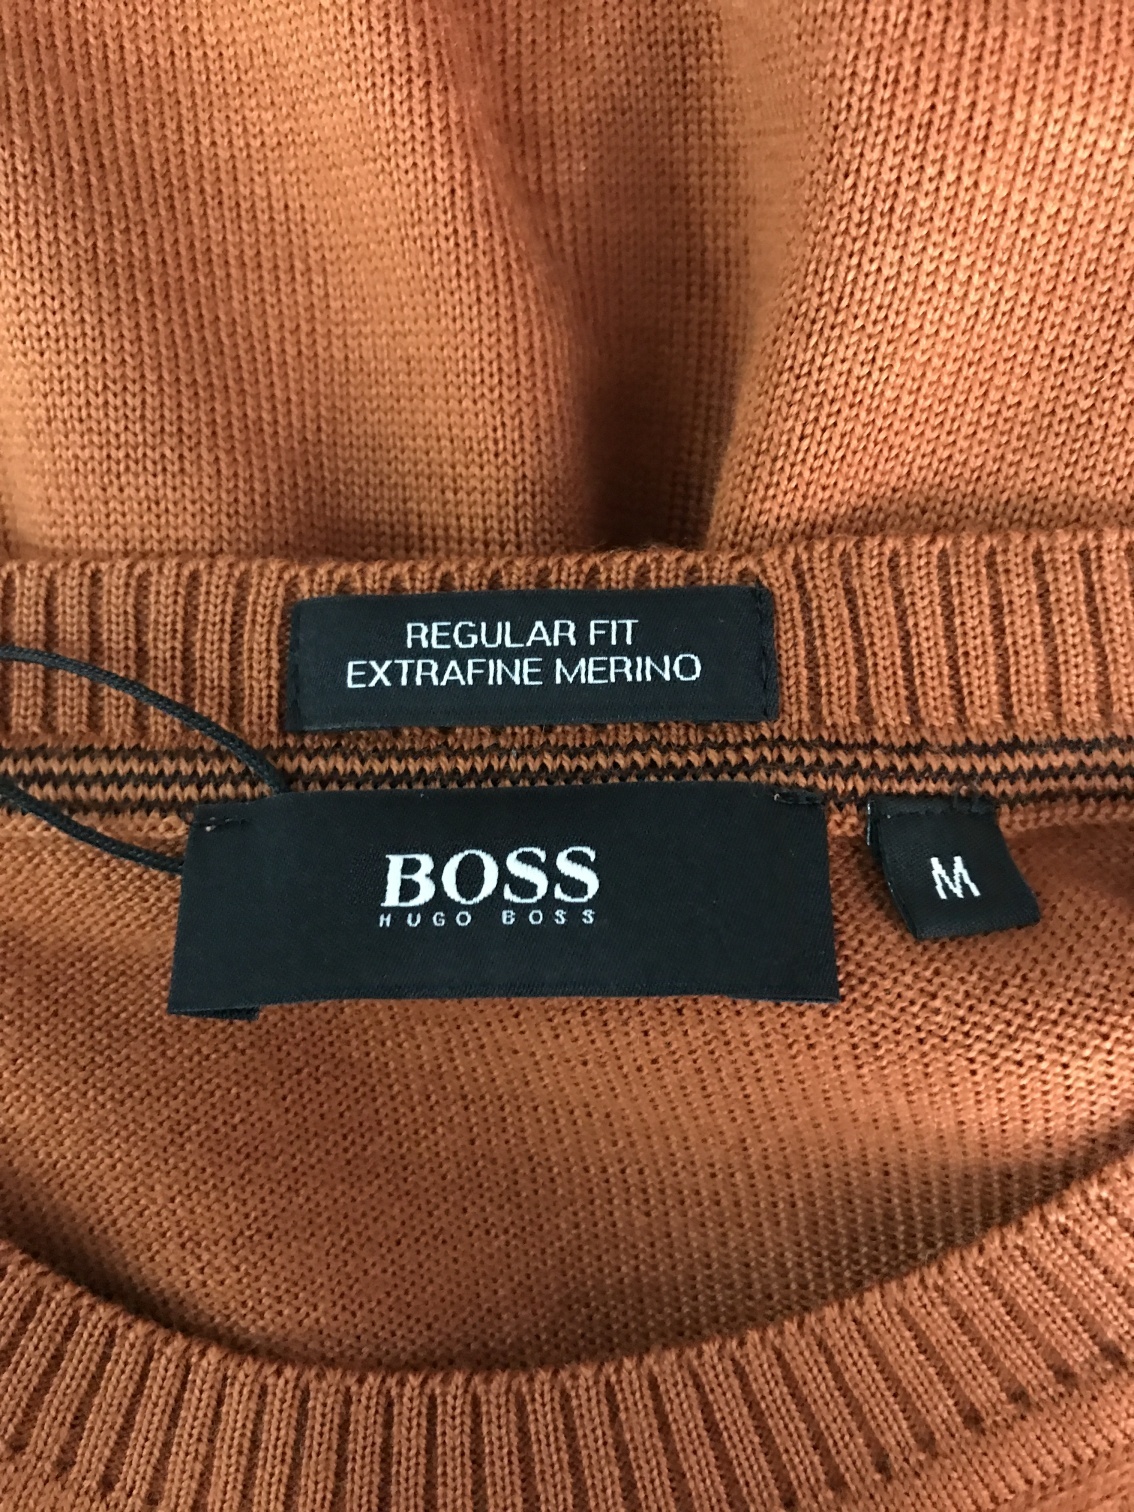 REGULAR FIT
EXTRAFINE MERINO
BOSS
HUGO BOSS
M